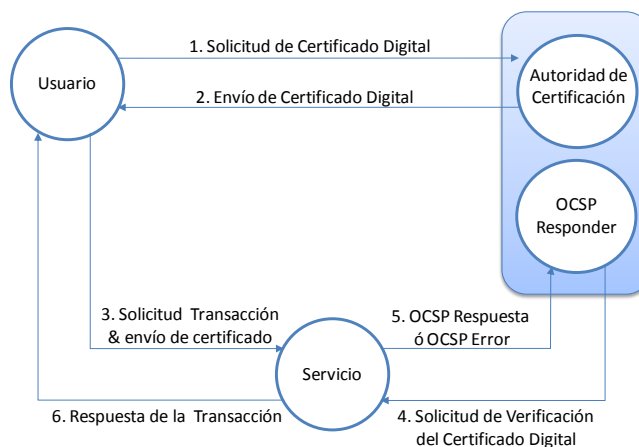 1. Solicitud de Certificado Digital
Usuario
Autoridad de
Certificación
2. Envío de Certificado Digital
OCSP
Responder
3. Solicitud Transacción
& envío de certificado
5. OCSP Respuesta
ó OCSP Error
Servicio
6. Respuesta de la Transacción
4. Solicitud de Verificación
del Certificado Digital